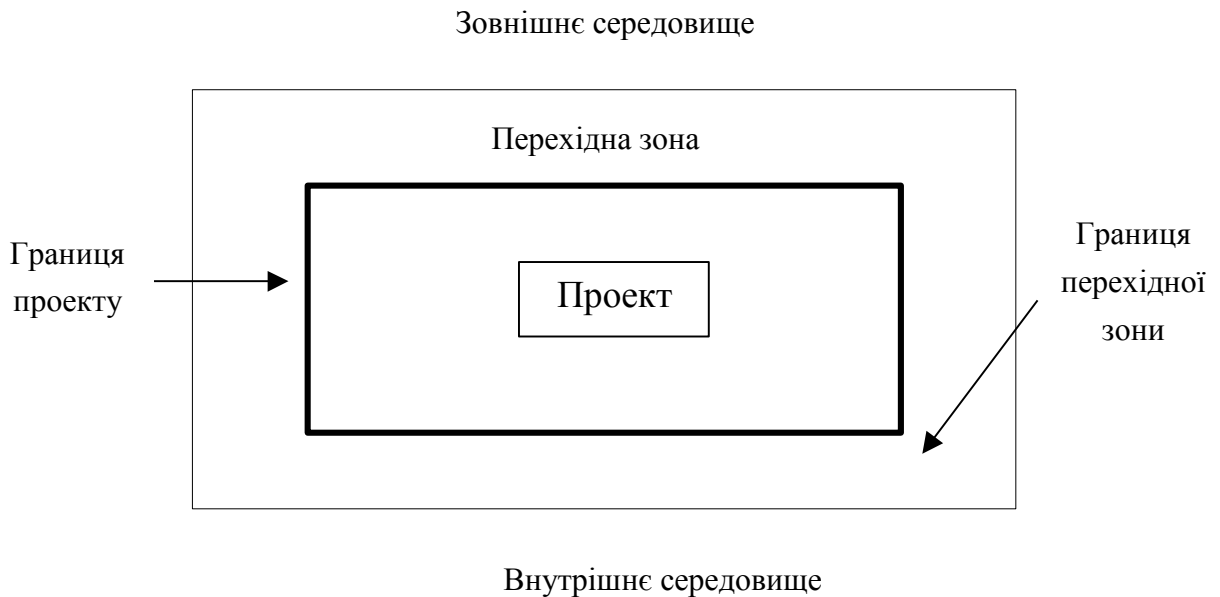 Зовнішнє середовище
Перехідна зона
Границя
проекту
Проект
Границя
перехідної
зони
Внутрішнє середовище